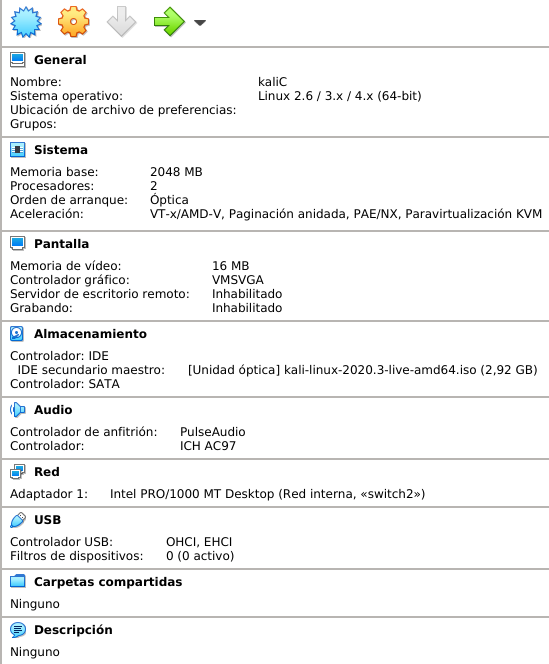 General
Nombre: kaliC
Sistema operativo: Linux 2.6 / 3.x / 4.x (64-bit)
Ubicación de archivo de preferencias:
Grupos:
Sistema
Memoria base: 2048 MB
Procesadores: 2
Orden de arranque: Óptica
Aceleración: VT-x/AMD-V, Paginación anidada, PAE/NX, Paravirtualización KVM
Pantalla
Memoria de vídeo: 16 MB
Controlador gráfico: VMSVGA
Servidor de escritorio remoto: Inhabilitado
Grabando: Inhabilitado
Almacenamiento
Controlador: IDE
IDE secundario maestro: [Unidad óptica] kali-linux-2020.3-live-amd64.iso (2,92 GB)
Controlador: SATA
Audio
Controlador de anfitrión: PulseAudio
Controlador: ICH AC97
Red
Adaptador 1: Intel PRO/1000 MT Desktop (Red interna, «switch2»)
USB
Controlador USB: OHCI, EHCI
Filtros de dispositivos: 0 (0 activo)
Carpetas compartidas
Ninguno
Descripción
Ninguno